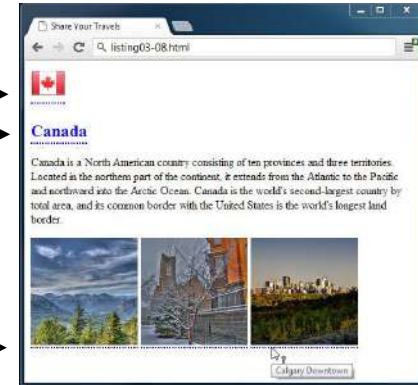 Share Your Travels
listing03-08.html
Canada
Canada is a North American country consisting of ten provinces and three territories.
Located in the northern part of the continent, it extends from the Atlantic to the Pacific
and northward into the Arctic Ocean. Canada is the world's second-largest country by
total area, and its common border with the United States is the world's longest land
border.
Calgary Downtown